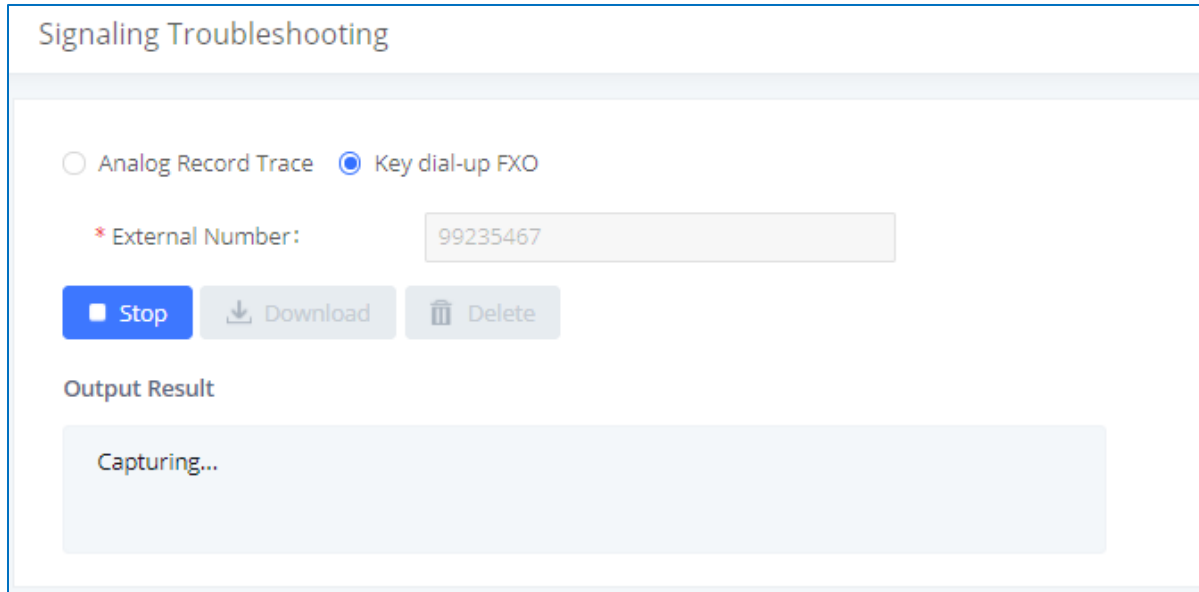 Signaling Troubleshooting
Analog Record Trace Key dial-up FXO
* External Number: 99235467
Stop Download Delete
Output Result
Capturing...